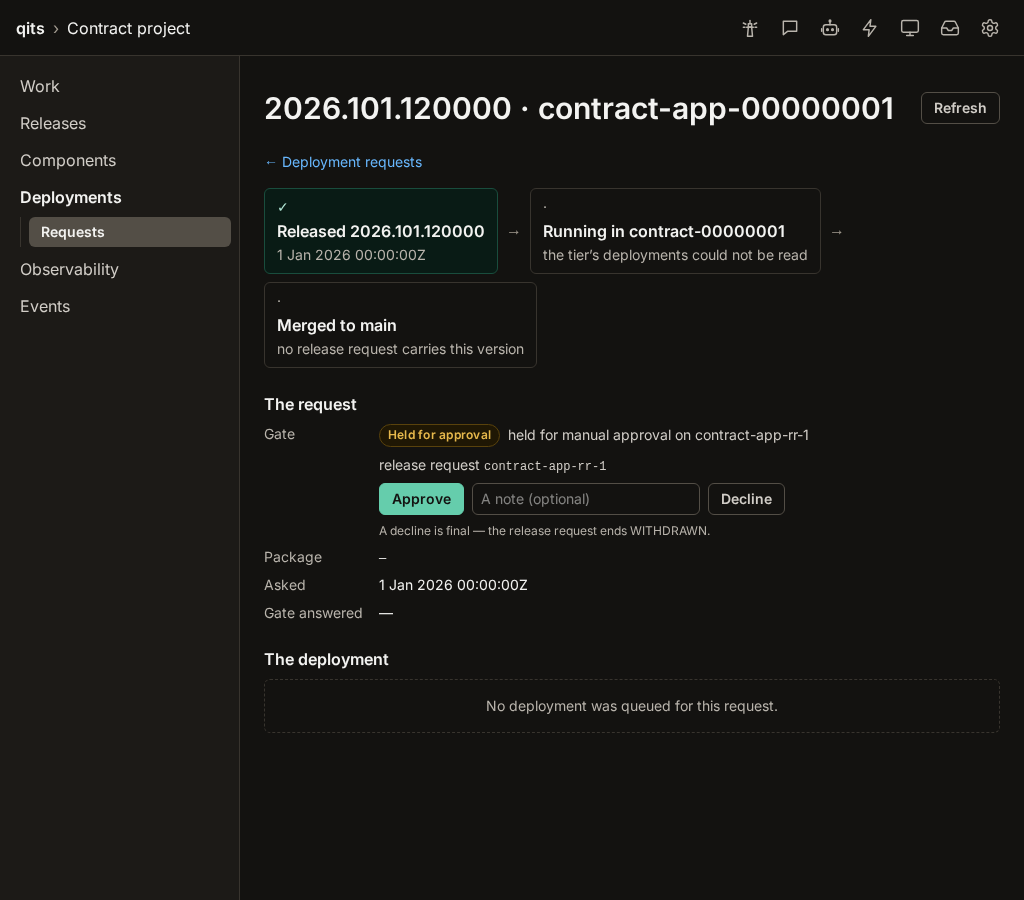 qits › Contract project
Work
Releases
Components
Deployments
Requests
Observability
Events
2026.101.120000 · contract-app-00000001
Refresh
← Deployment requests
✓
Released 2026.101.120000
1 Jan 2026 00:00:00Z
→
·
Running in contract-00000001
the tier’s deployments could not be read
→
·
Merged to main
no release request carries this version
The request
Gate
Held for approval held for manual approval on contract-app-rr-1
release request contract-app-rr-1
Approve A note (optional) Decline
A decline is final — the release request ends WITHDRAWN.
Package –
Asked 1 Jan 2026 00:00:00Z
Gate answered —
The deployment
No deployment was queued for this request.